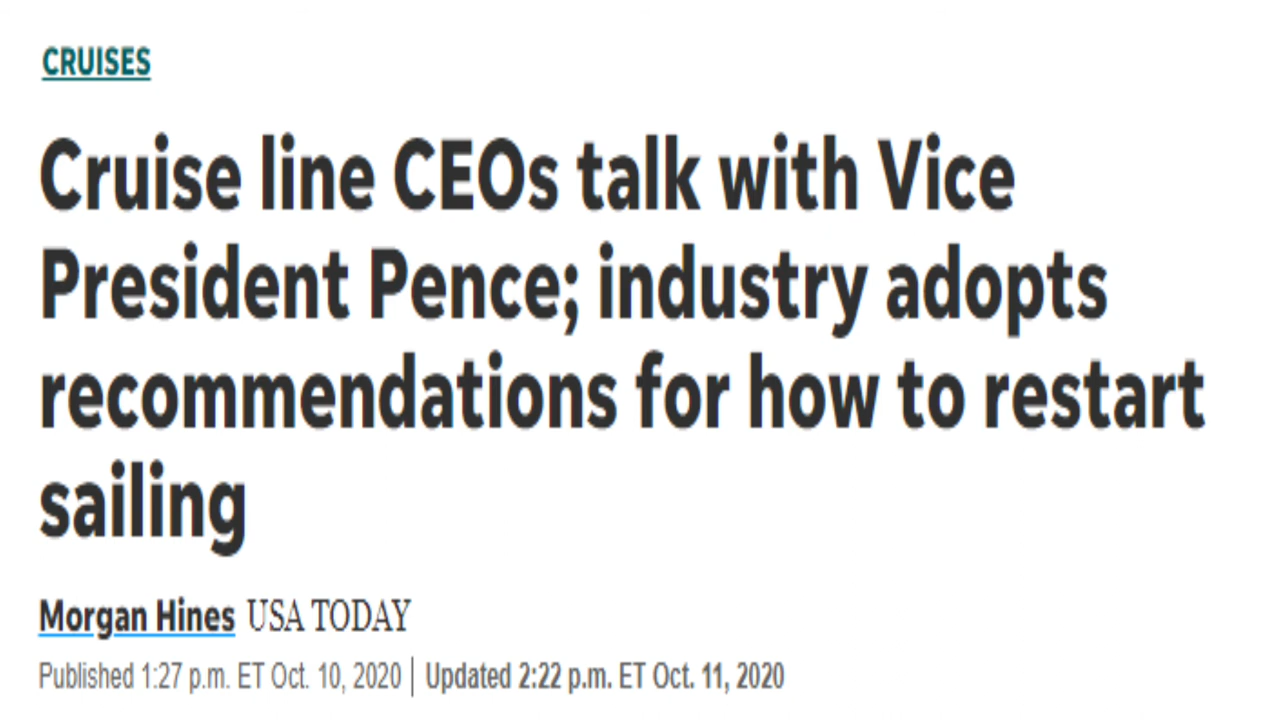 CRUISES
Cruise line CEOs talk with Vice
President Pence; industry adopts
recommendations for how to restart
sailing
Morgan Hines USA TODAY
Published 1:27 p.m. ET Oct. 10, 2020 | Updated 2:22 p.m. ET Oct. 11, 2020